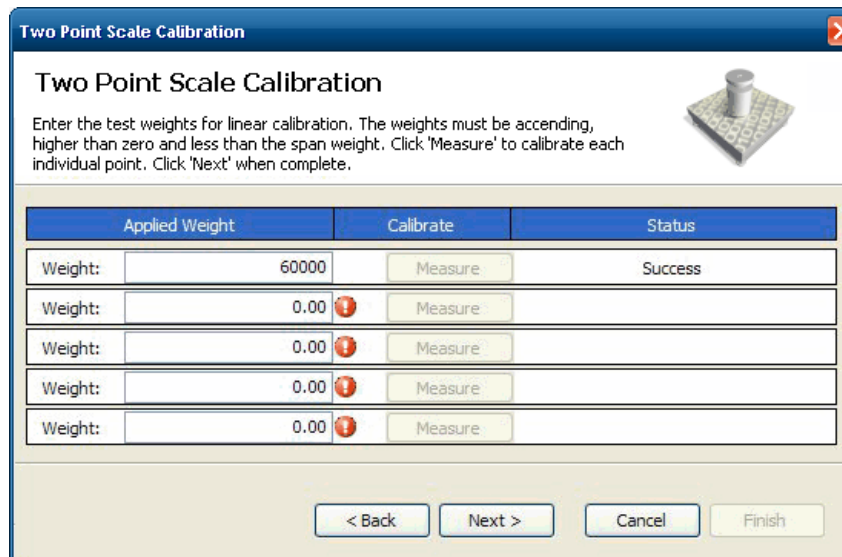 Two Point Scale Calibration
Two Point Scale Calibration
Enter the test weights for linear calibration. The weights must be accending,
higher than zero and less than the span weight. Click 'Measure' to calibrate each
individual point. Click 'Next' when complete.
Applied Weight Calibrate Status
Weight: 60000 Measure Success
Weight: 0.00 Measure
Weight: 0.00 Measure
Weight: 0.00 Measure
Weight: 0.00 Measure
< Back Next > Cancel Finish